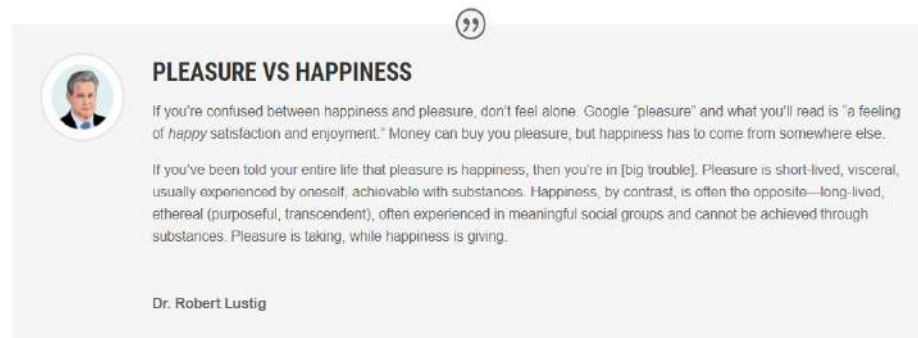 PLEASURE VS HAPPINESS
If you're confused between happiness and pleasure, don't feel alone. Google "pleasure" and what you'll read is "a feeling
of happy satisfaction and enjoyment." Money can buy you pleasure, but happiness has to come from somewhere else.
If you've been told your entire life that pleasure is happiness, then you're in [big trouble]. Pleasure is short-lived, visceral,
usually experienced by oneself, achievable with substances. Happiness, by contrast, is often the opposite—long-lived,
ethereal (purposeful, transcendent), often experienced in meaningful social groups and cannot be achieved through
substances. Pleasure is taking, while happiness is giving.
Dr. Robert Lustig